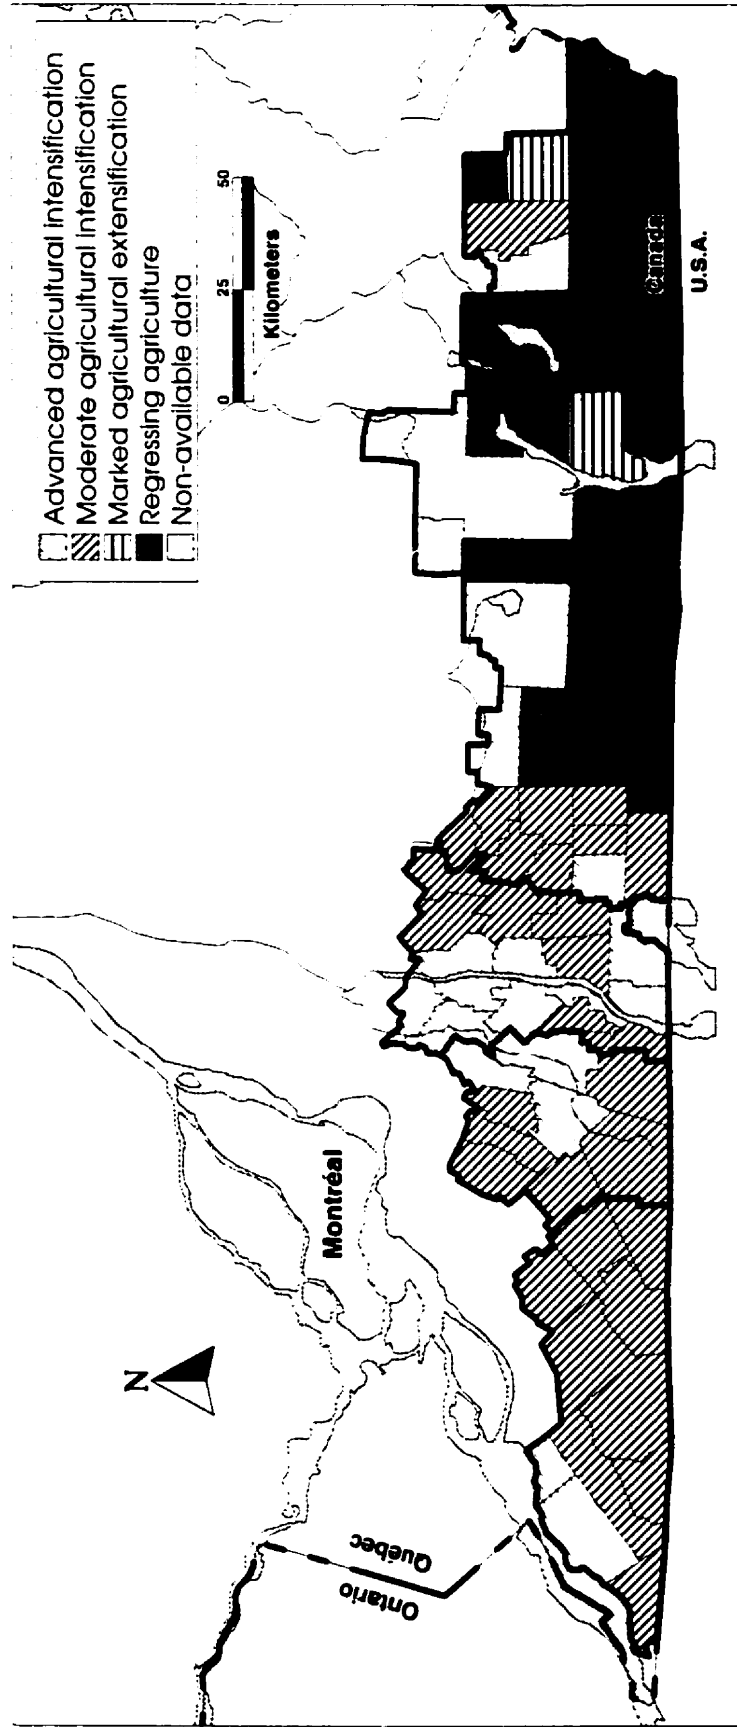 Advanced agricultural intensification
Moderate agricultural intensification
Marked agricultural extensification
Regressing agriculture
Non-available data
0 25 50
Kilometers
N
Montréal
Ontario
Québec
Canada
U.S.A.